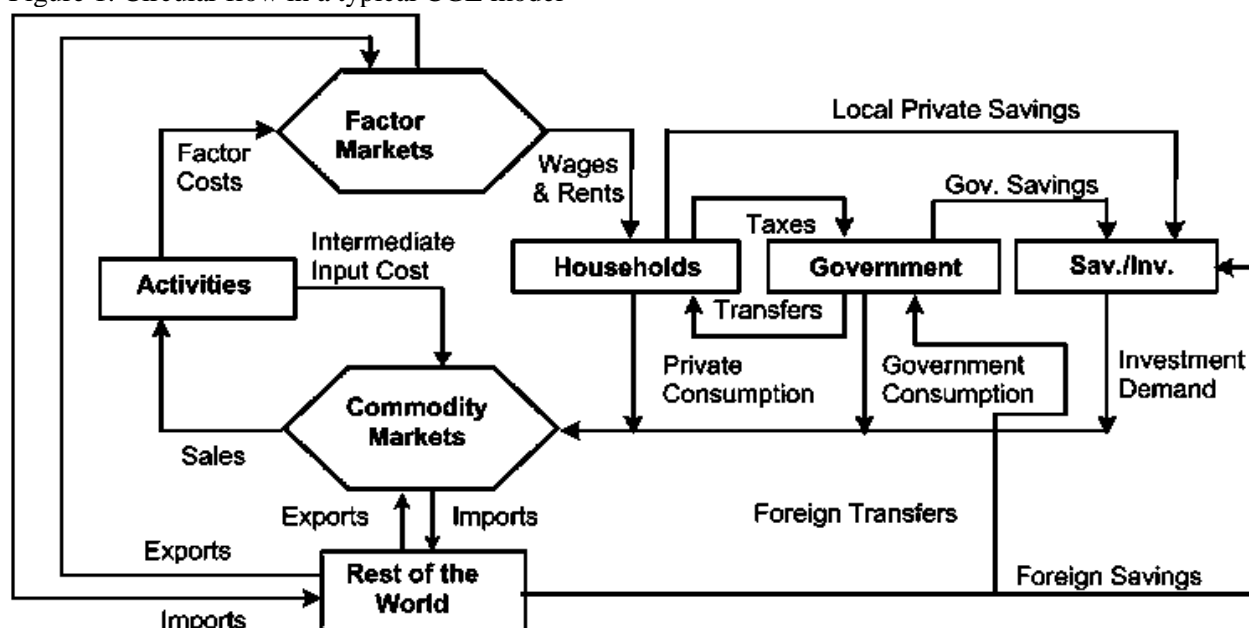 Figure 1. Circular flow in a typical CGE model
Local Private Savings
Factor
Markets
Factor
Costs
Wages
& Rents
Gov. Savings
Taxes
Intermediate
Input Cost
Activities
Households
Government
Sav./Inv.
Transfers
Private
Consumption
Government
Consumption
Investment
Demand
Commodity
Markets
Sales
Exports
Imports
Foreign Transfers
Exports
Rest of the
World
Foreign Savings
Imports